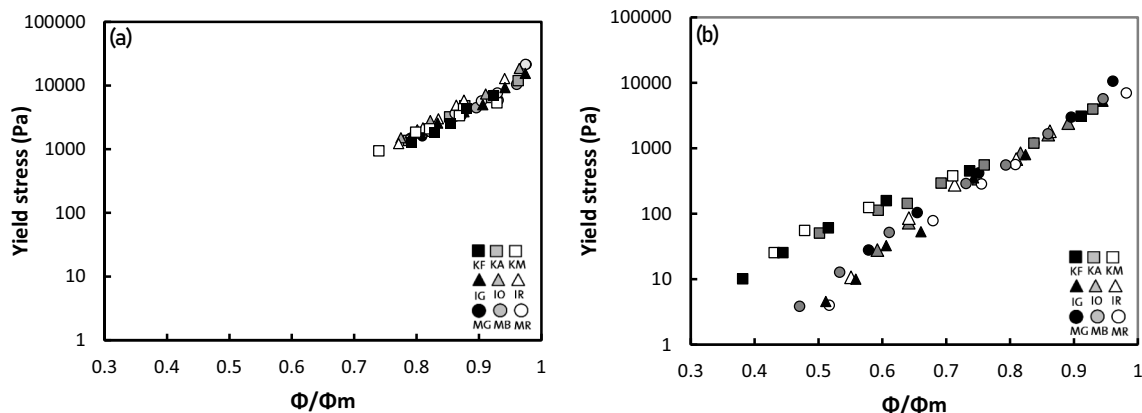 (a)
Yield stress (Pa)
100000
10000
1000
100
10
1
0.3 0.4 0.5 0.6 0.7 0.8 0.9 1
Φ/Φm
KF KA KM
IG IO IR
MG MB MR
(b)
Yield stress (Pa)
100000
10000
1000
100
10
1
0.3 0.4 0.5 0.6 0.7 0.8 0.9 1
Φ/Φm
KF KA KM
IG IO IR
MG MB MR